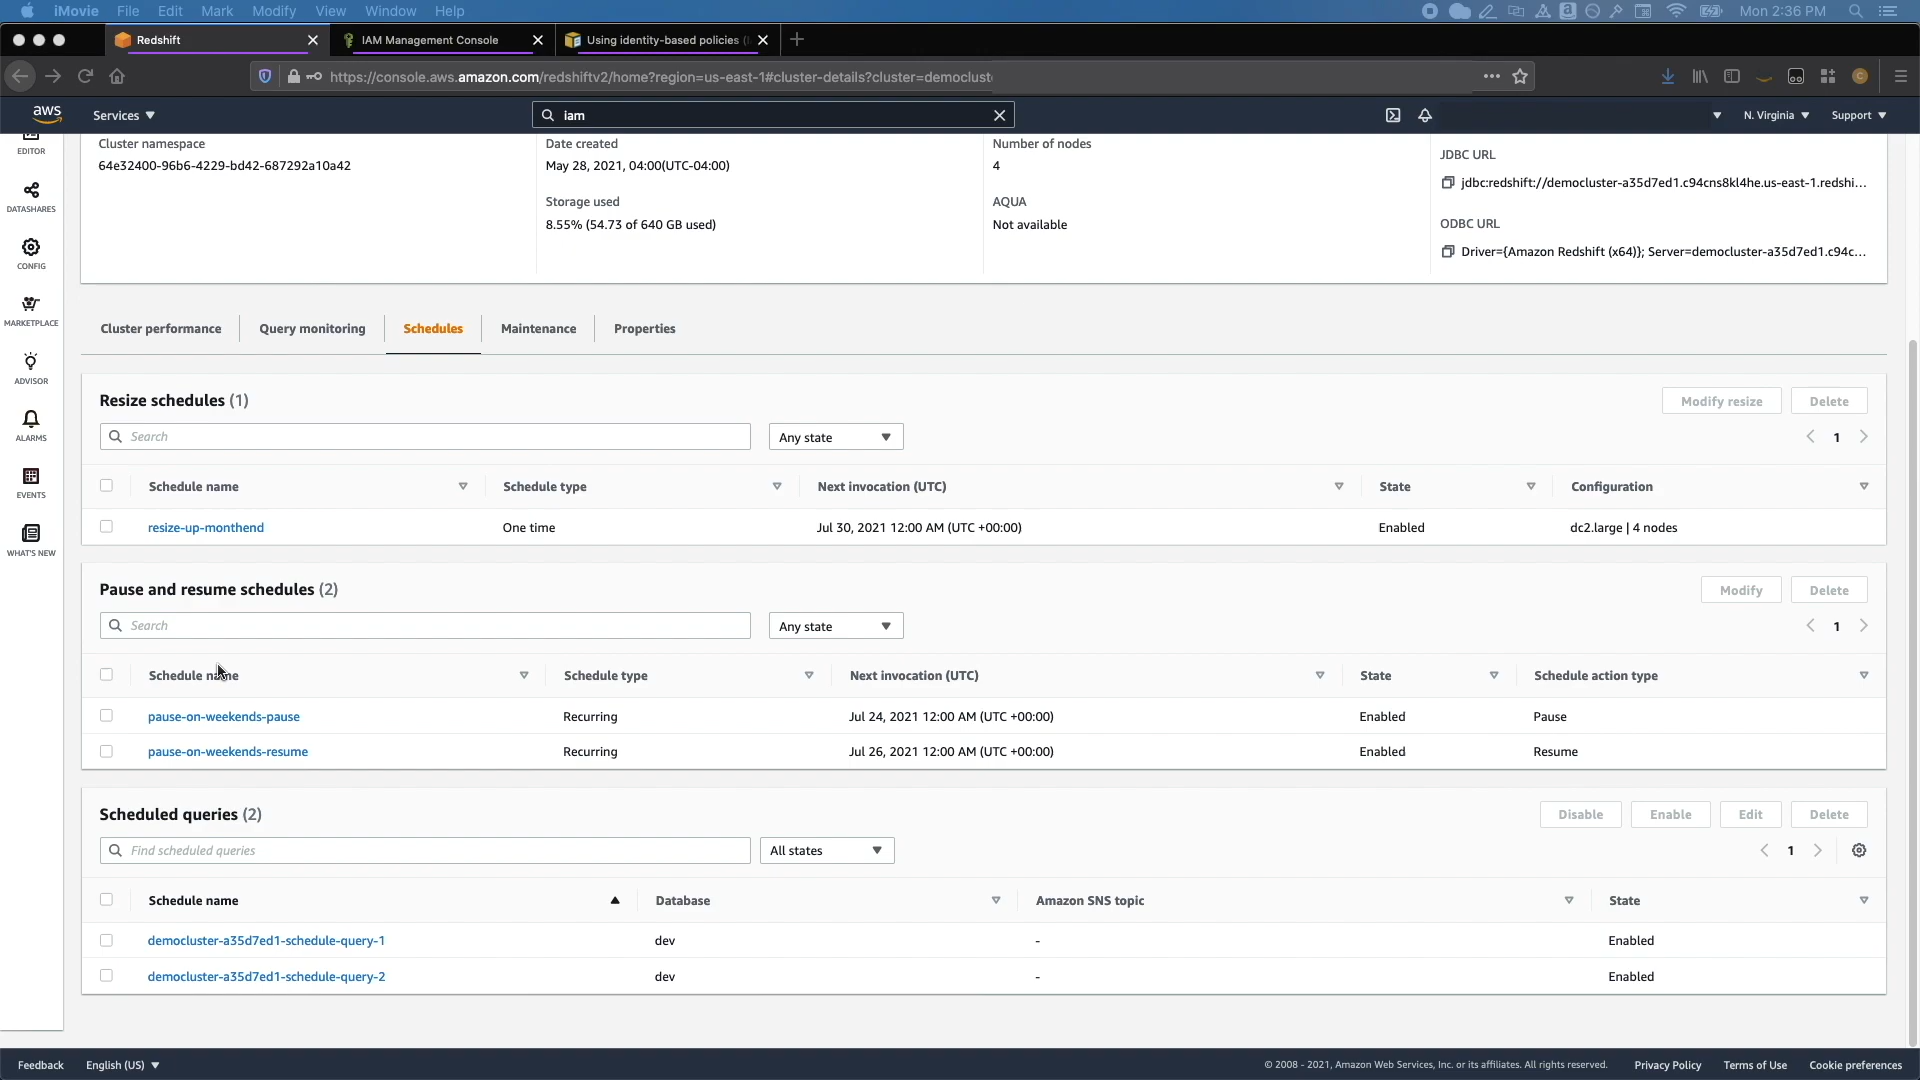 iMovie File Edit Mark Modify View Window Help Mon 2:36 PM
Redshift IAM Management Console Using identity-based policies (
https://console.aws.amazon.com/redshiftv2/home?region=us-east-1#cluster-details?cluster=democlust
aws Services iam N. Virginia Support
EDITOR
DATASHARES
CONFIG
MARKETPLACE
ADVISOR
ALARMS
EVENTS
WHAT'S NEW
Cluster namespace
64e32400-96b6-4229-bd42-687292a10a42
Date created
May 28, 2021, 04:00(UTC-04:00)
Storage used
8.55% (54.73 of 640 GB used)
Number of nodes
4
AQUA
Not available
JDBC URL
jdbc:redshift://democluster-a35d7ed1.c94cns8kl4he.us-east-1.redshi...
ODBC URL
Driver={Amazon Redshift (x64)}; Server=democluster-a35d7ed1.c94c...
Cluster performance Query monitoring Schedules Maintenance Properties
Resize schedules (1) Modify resize Delete
Search Any state 1
Schedule name Schedule type Next invocation (UTC) State Configuration
resize-up-monthend One time Jul 30, 2021 12:00 AM (UTC +00:00) Enabled dc2.large | 4 nodes
Pause and resume schedules (2) Modify Delete
Search Any state 1
Schedule name Schedule type Next invocation (UTC) State Schedule action type
pause-on-weekends-pause Recurring Jul 24, 2021 12:00 AM (UTC +00:00) Enabled Pause
pause-on-weekends-resume Recurring Jul 26, 2021 12:00 AM (UTC +00:00) Enabled Resume
Scheduled queries (2) Disable Enable Edit Delete
Find scheduled queries All states 1
Schedule name Database Amazon SNS topic State
democluster-a35d7ed1-schedule-query-1 dev - Enabled
democluster-a35d7ed1-schedule-query-2 dev - Enabled
Feedback English (US) © 2008 - 2021, Amazon Web Services, Inc. or its affiliates. All rights reserved. Privacy Policy Terms of Use Cookie preferences